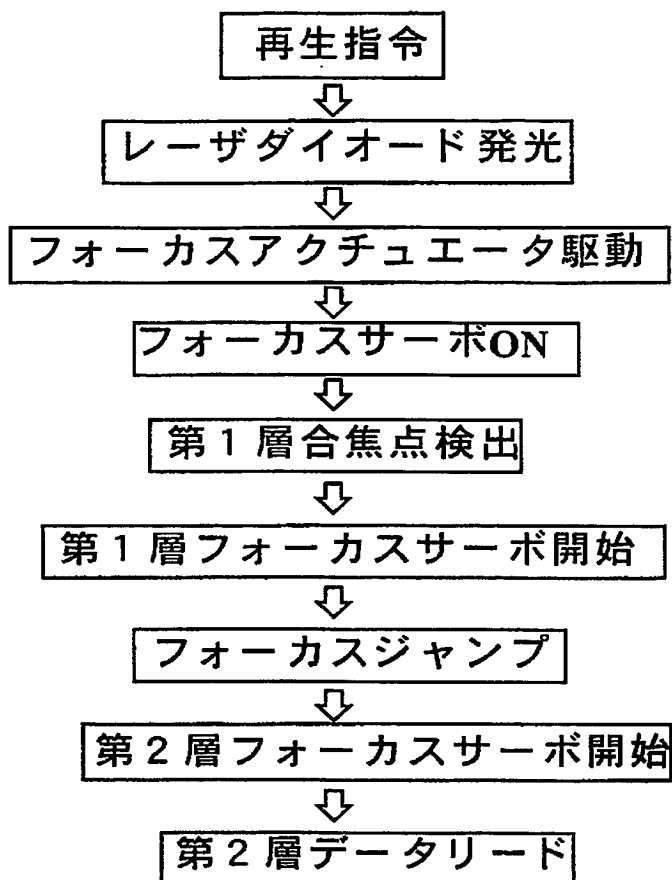 再生指令
レーザダイオード発光
フォーカスアクチュエータ駆動
フォーカスサーボON
第1層合焦点検出
第1層フォーカスサーボ開始
フォーカスジャンプ
第2層フォーカスサーボ開始
第2層データリード